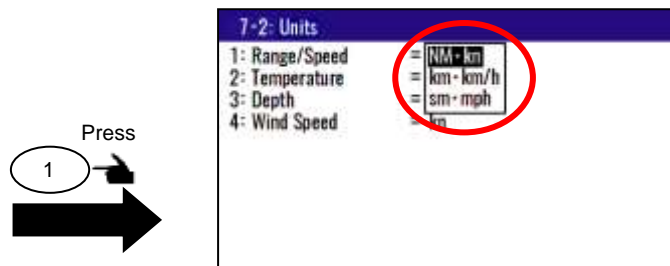 7-2: Units
1: Range/Speed = NM・kn
2: Temperature = km・km/h
3: Depth = sm・mph
4: Wind Speed = kn
Press
1